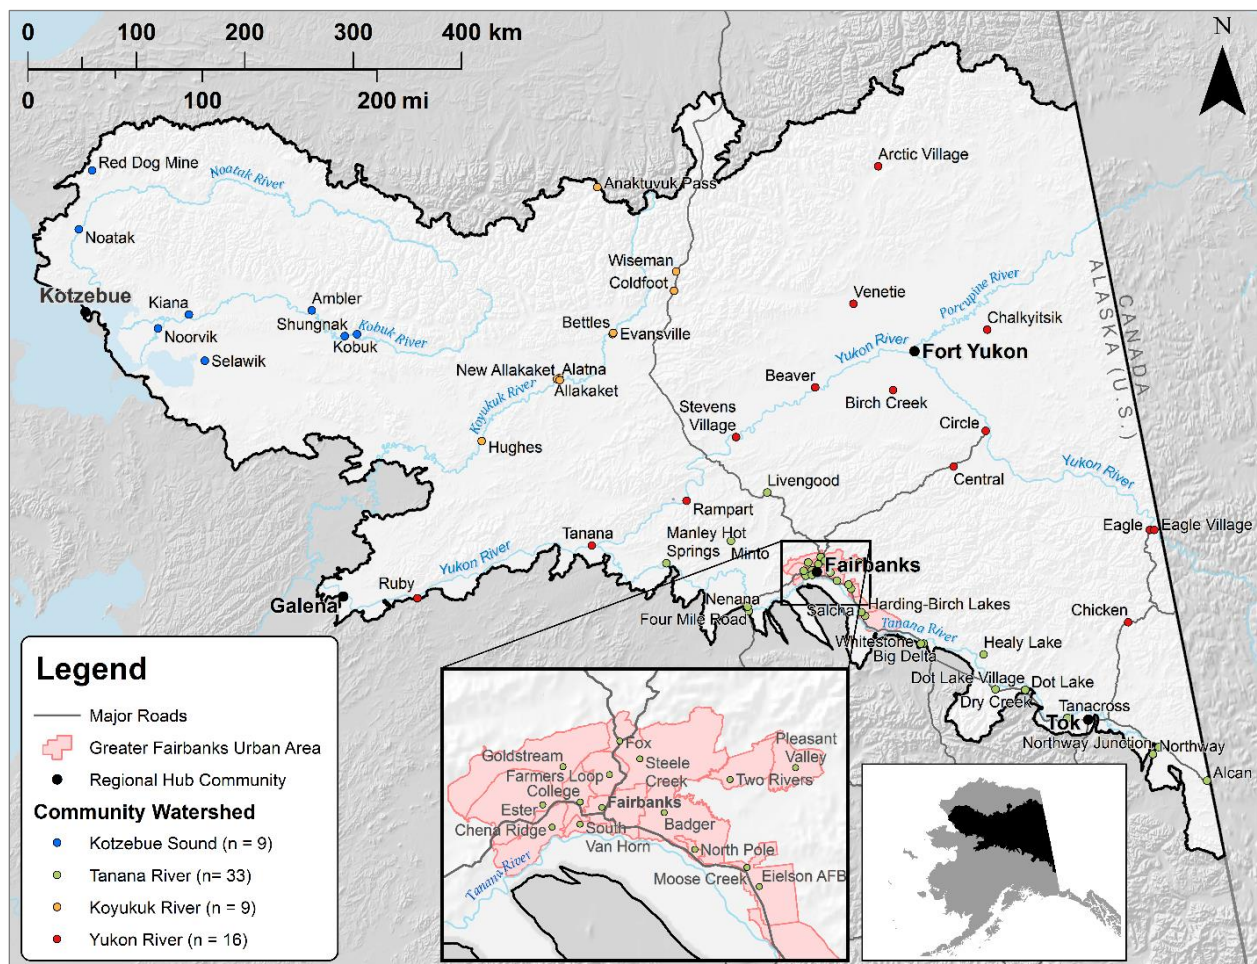 0 100 200 300 400 km
0 100 200 mi
N
Red Dog Mine
Noatak River
Noatak
Kotzebue
Kiana
Noorvik
Selawik
Ambler
Shungnak
Kobuk
Kobuk River
Anaktuvuk Pass
Wiseman
Coldfoot
Bettles
Evansville
New Allakaket
Alatna
Allakaket
Koyukuk River
Hughes
Arctic Village
Venetie
Porcupine River
Chalkyitsik
Yukon River
Fort Yukon
Beaver
Birch Creek
Stevens
Village
Circle
Central
Yukon River
CANADA
ALASKA (U.S.)
Livengood
Rampart
Eagle
Eagle Village
Tanana
Manley Hot
Springs
Minto
Yukon River
Ruby
Galena
Fairbanks
Nenana
Four Mile Road
Salcha
Harding-Birch Lakes
Tanana River
Chicken
Whitestone
Big Delta
Healy Lake
Dot Lake Village
Dot Lake
Dry Creek
Tanacross
Tok
Northway Junction
Northway
Alcan
Legend
Major Roads
Greater Fairbanks Urban Area
Regional Hub Community
Community Watershed
Kotzebue Sound (n = 9)
Tanana River (n= 33)
Koyukuk River (n = 9)
Yukon River (n = 16)
Fox
Pleasant
Valley
Goldstream
Steele
Creek
Farmers Loop
Two Rivers
College
Ester
Fairbanks
Badger
Chena Ridge
South
Van Horn
North Pole
Moose Creek
Eielson AFB
Tanana River